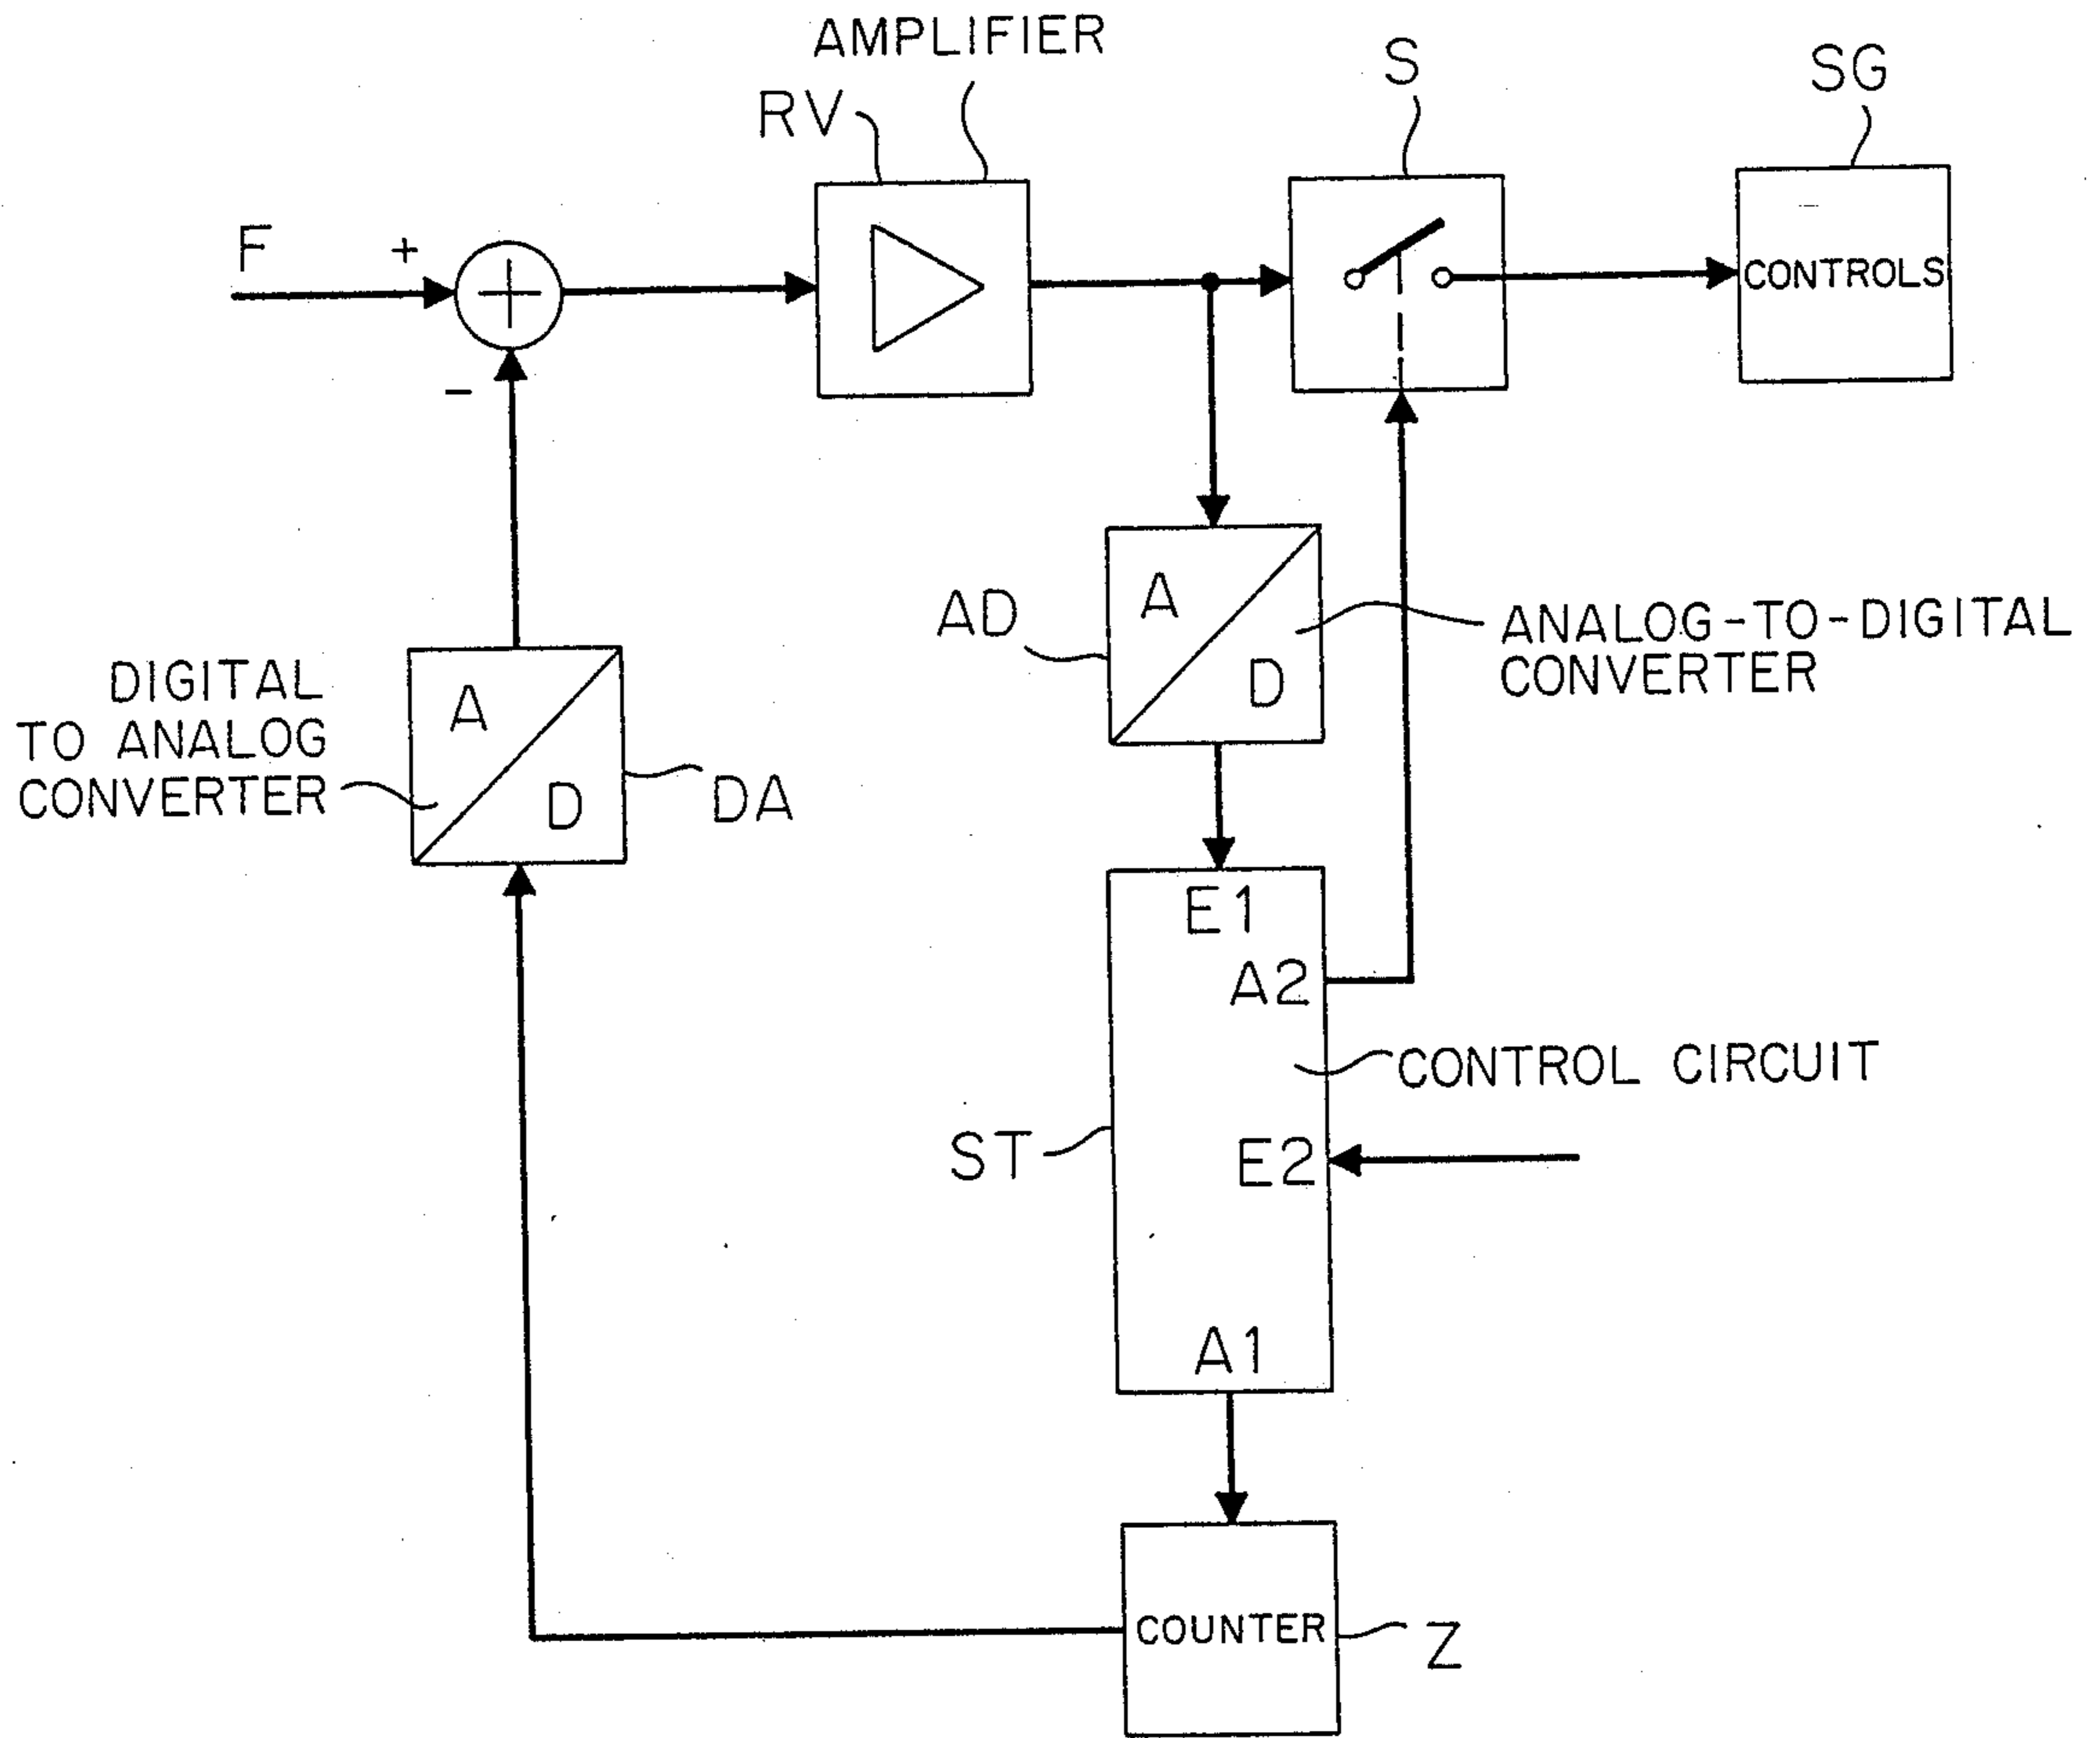 AMPLIFIER
RV
S
SG
F
+
CONTROLS
-
AD
A
D
ANALOG-TO-DIGITAL
CONVERTER
DIGITAL
TO ANALOG
CONVERTER
A
D
DA
E1
A2
CONTROL CIRCUIT
ST
E2
A1
COUNTER
Z